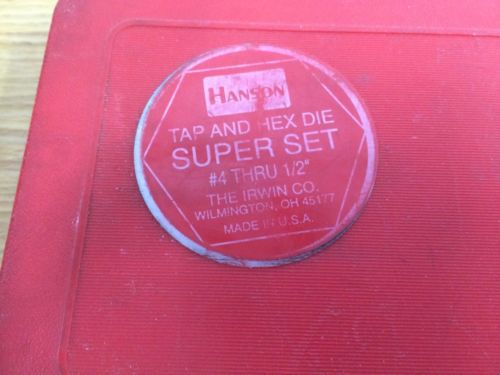 HANSON
TAP AND HEX DIE
SUPER SET
#4 THRU 1/2"
THE IRWIN CO.
WILMINGTON, OH 45177
MADE IN U.S.A.